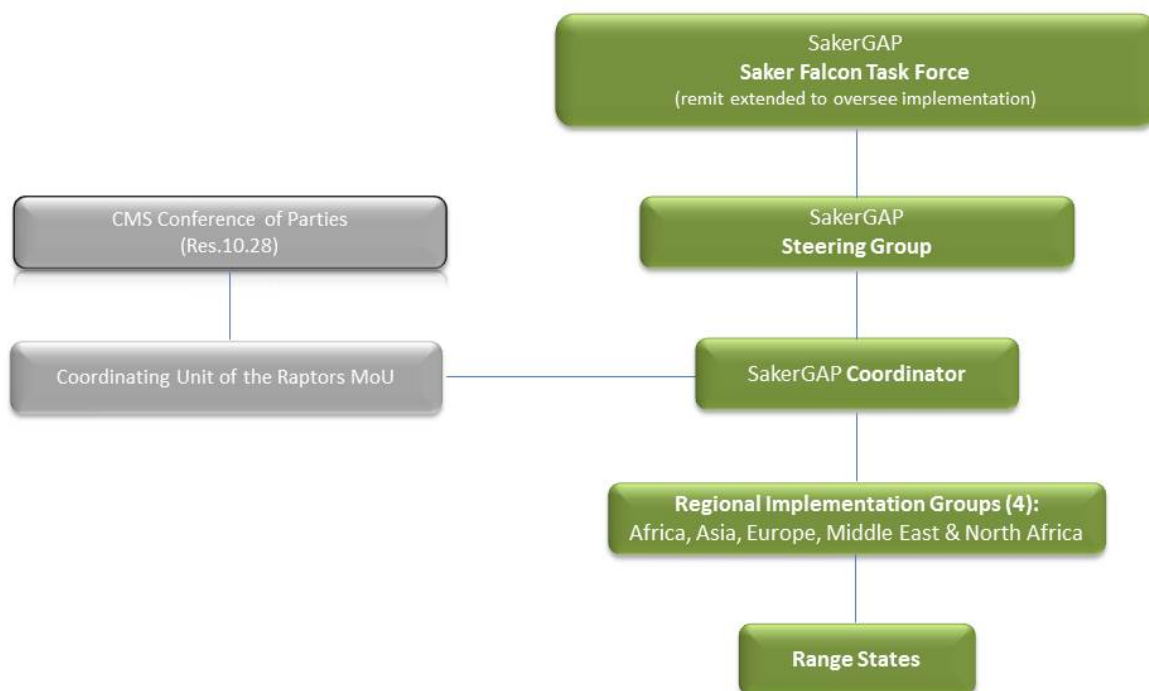 SakerGAP
Saker Falcon Task Force
(remit extended to oversee implementation)
CMS Conference of Parties
(Res.10.28)
SakerGAP
Steering Group
Coordinating Unit of the Raptors MoU
SakerGAP Coordinator
Regional Implementation Groups (4):
Africa, Asia, Europe, Middle East & North Africa
Range States